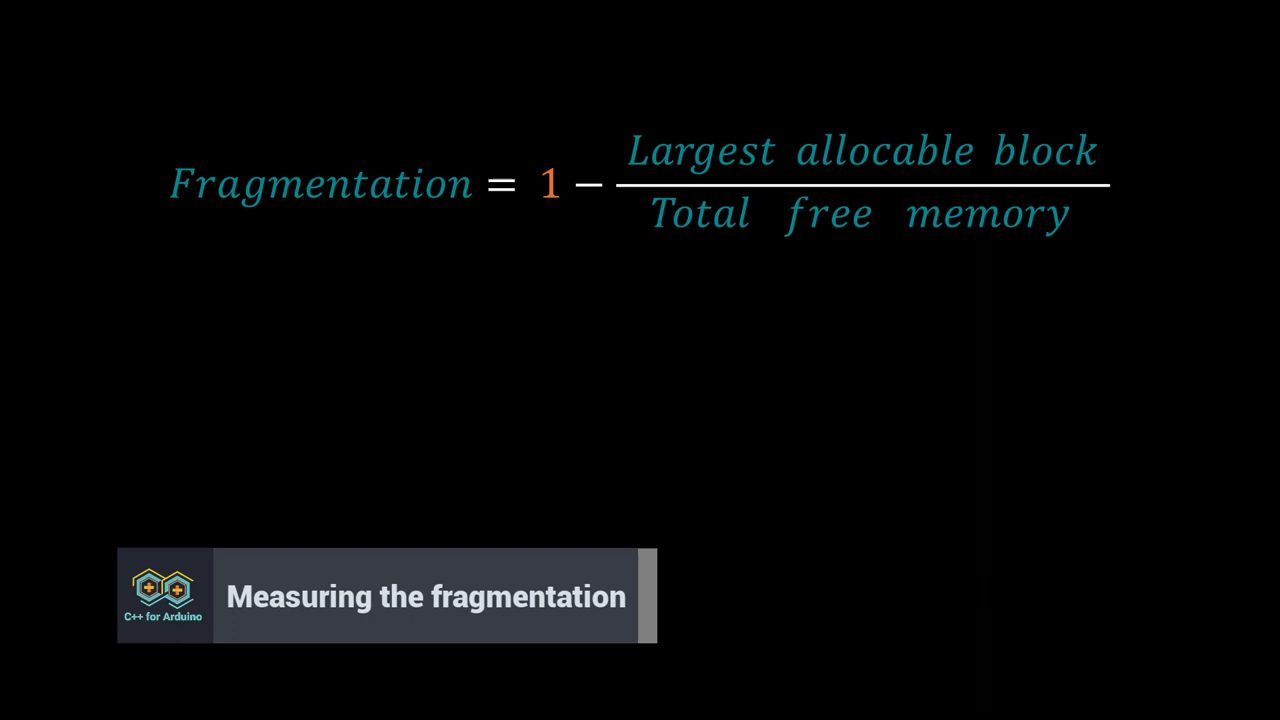 Fragmentation = 1 − Largest allocable block / Total free memory
C++ for Arduino
Measuring the fragmentation